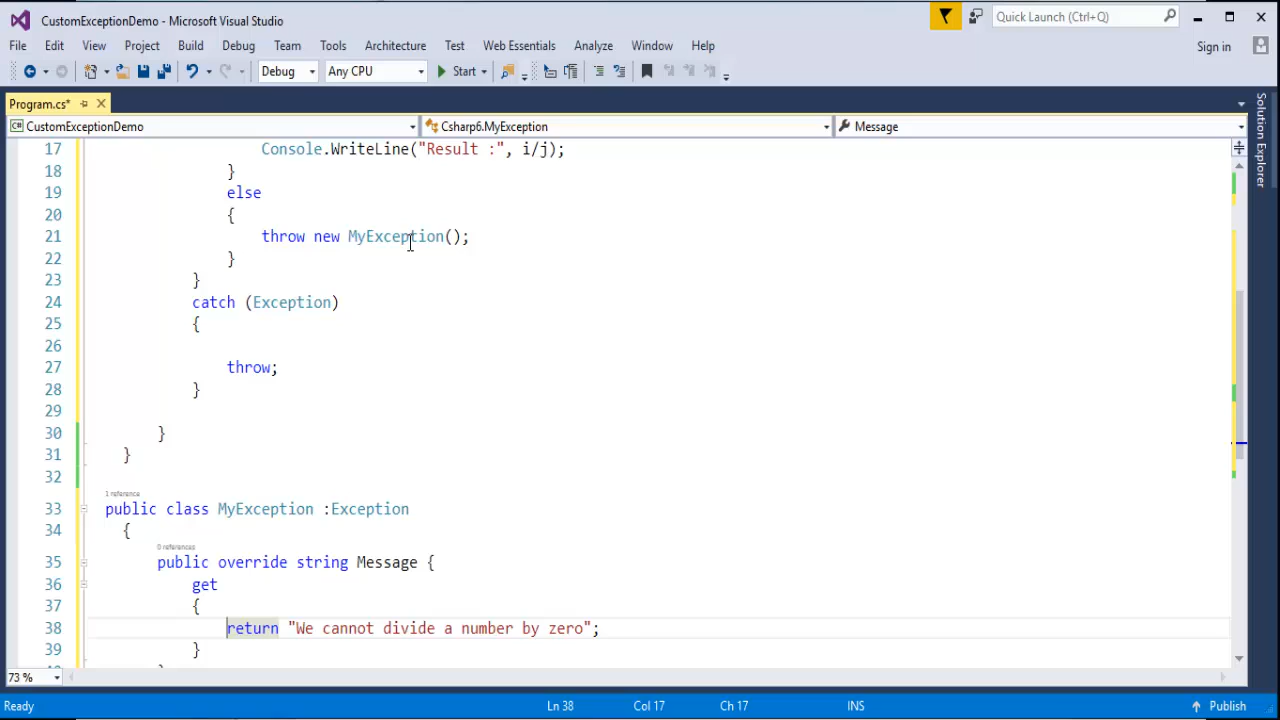 CustomExceptionDemo - Microsoft Visual Studio
Quick Launch (Ctrl+Q)
File Edit View Project Build Debug Team Tools Architecture Test Web Essentials Analyze Window Help
Sign in
Debug Any CPU Start
Program.cs*
Solution Explorer
CustomExceptionDemo Csharp6.MyException Message
17 Console.WriteLine("Result :", i/j);
18 }
19 else
20 {
21 throw new MyException();
22 }
23 }
24 catch (Exception)
25 {
26
27 throw;
28 }
29
30 }
31 }
32
1 reference
33 public class MyException :Exception
34 {
0 references
35 public override string Message {
36 get
37 {
38 return "We cannot divide a number by zero";
39 }
73 %
Ready Ln 38 Col 17 Ch 17 INS Publish